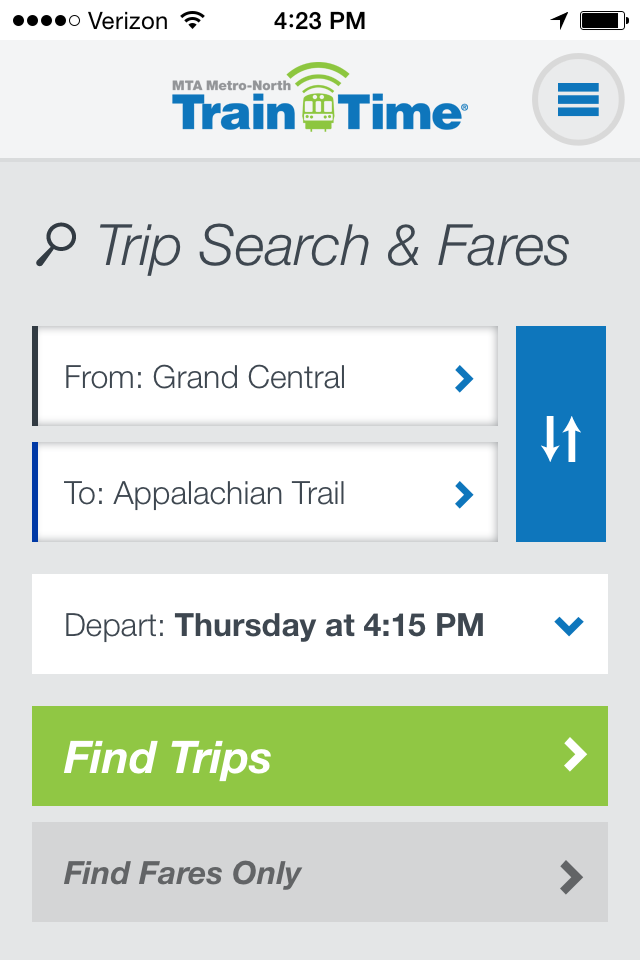 Verizon 4:23 PM
MTA Metro-North
Train Time®
Trip Search & Fares
From: Grand Central
To: Appalachian Trail
Depart: Thursday at 4:15 PM
Find Trips
Find Fares Only